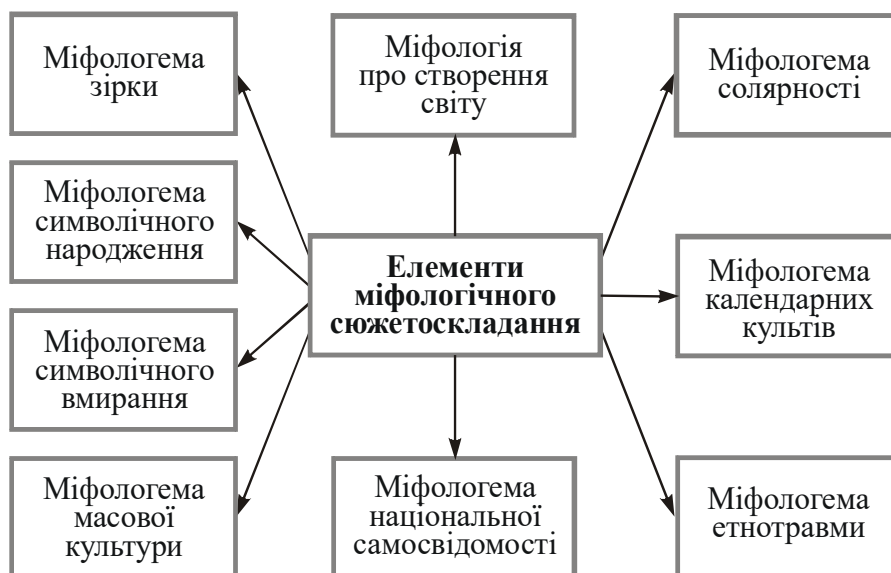 Міфологема
зірки
Міфологія
про створення
світу
Міфологема
солярності
Міфологема
символічного
народження
Елементи
міфологічного
сюжетоскладання
Міфологема
календарних
культів
Міфологема
символічного
вмирання
Міфологема
масової
культури
Міфологема
національної
самосвідомості
Міфологема
етнотравми